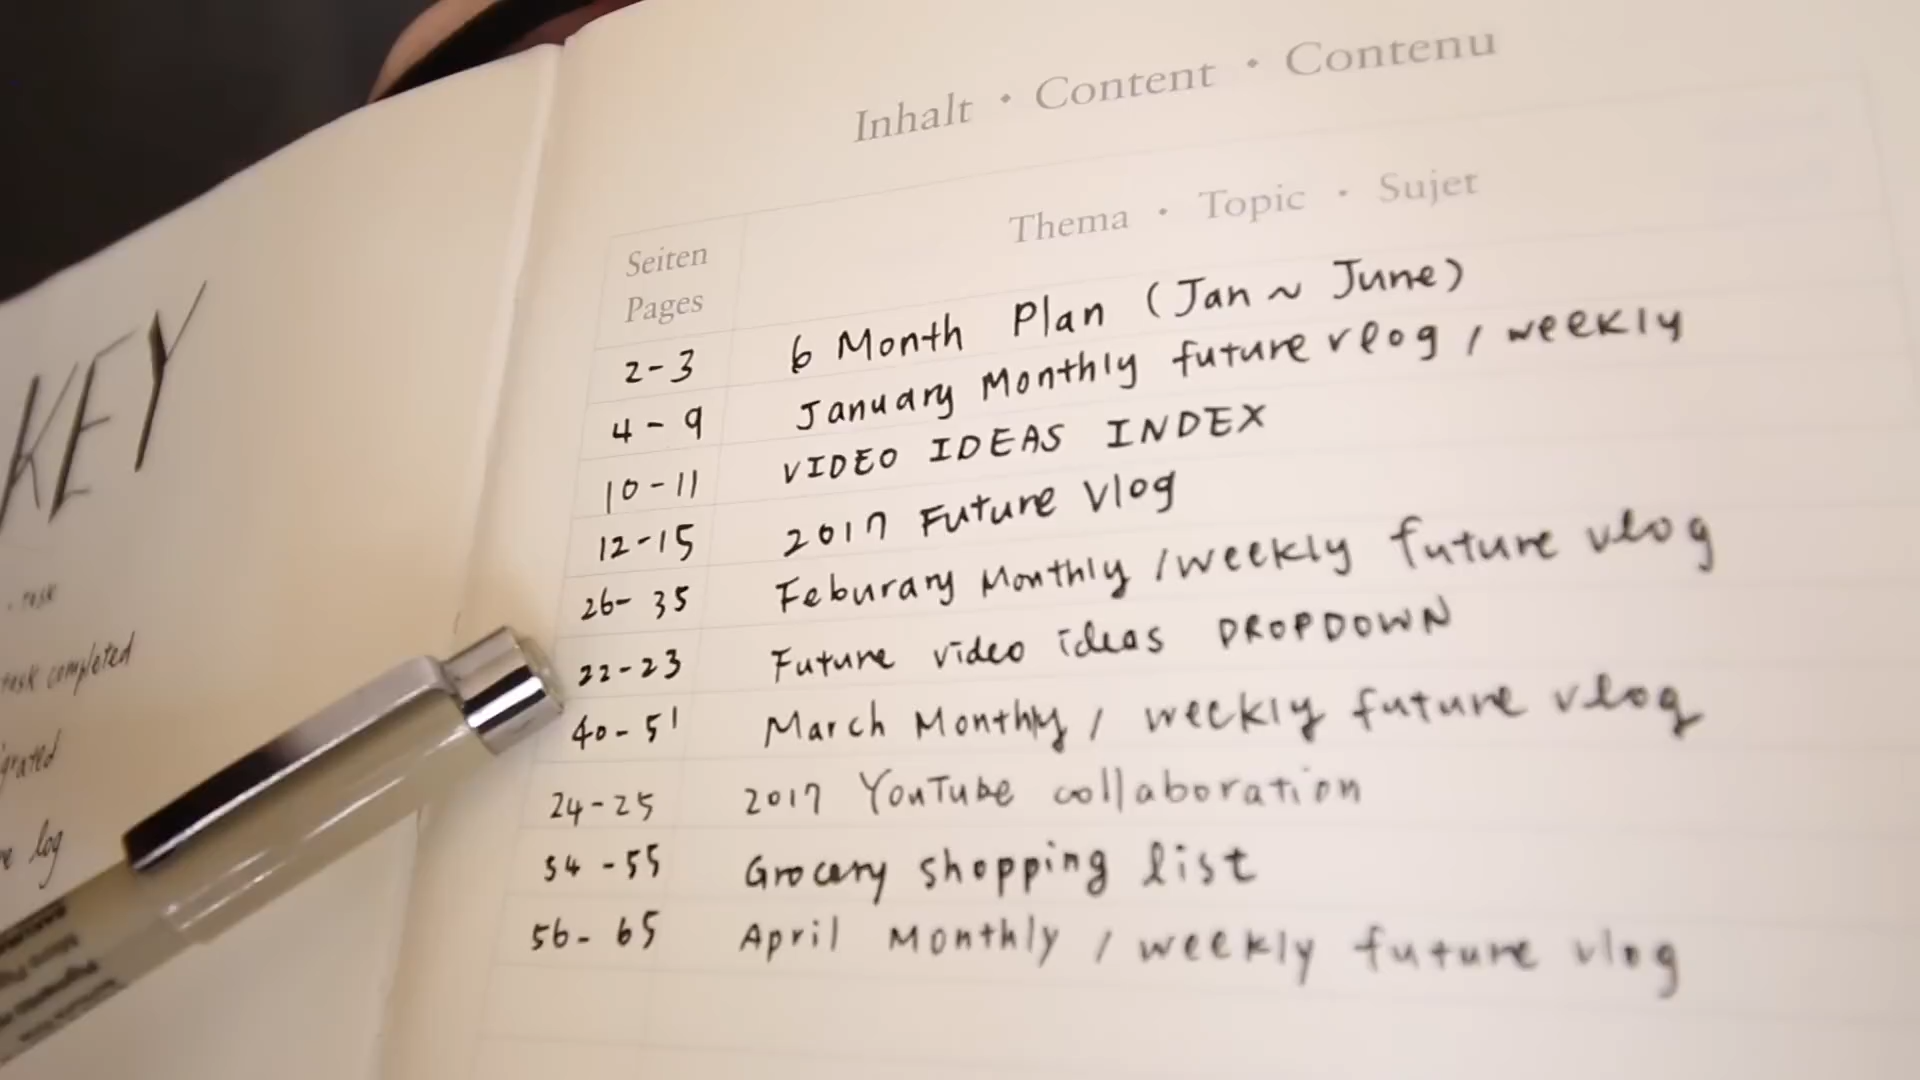 KEY
. task
task completed
grated
log
Inhalt • Content • Contenu
Seiten
Pages
Thema • Topic • Sujet
2-3 6 Month Plan (Jan ~ June)
4-9 January Monthly future vlog / weekly
10-11 VIDEO IDEAS INDEX
12-15 2017 Future Vlog
26-35 Feburary Monthly /weekly future vlog
22-23 Future video ideas DROPDOWN
40-51 March Monthly / weekly future vlog
24-25 2017 YouTube collaboration
54-55 Grocery shopping list
56-65 April Monthly / weekly future vlog